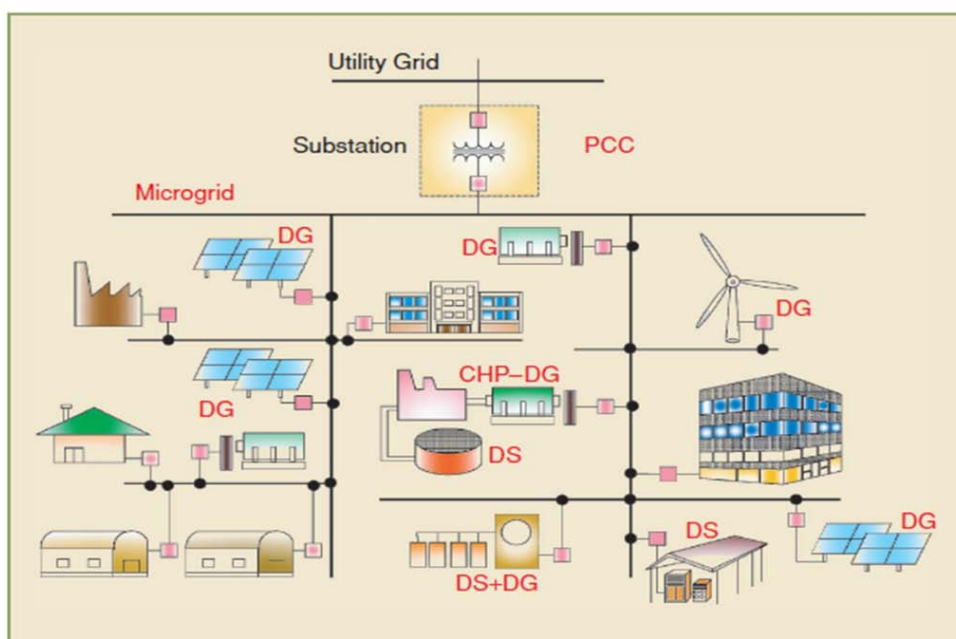 Utility Grid
Substation
PCC
Microgrid
DG
DG
DG
DG
CHP–DG
DS
DS+DG
DS
DG